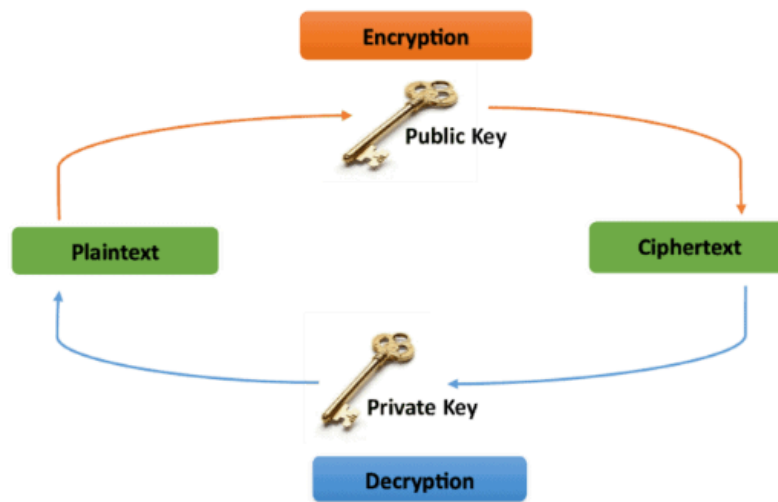 Encryption
Public Key
Plaintext
Ciphertext
Private Key
Decryption